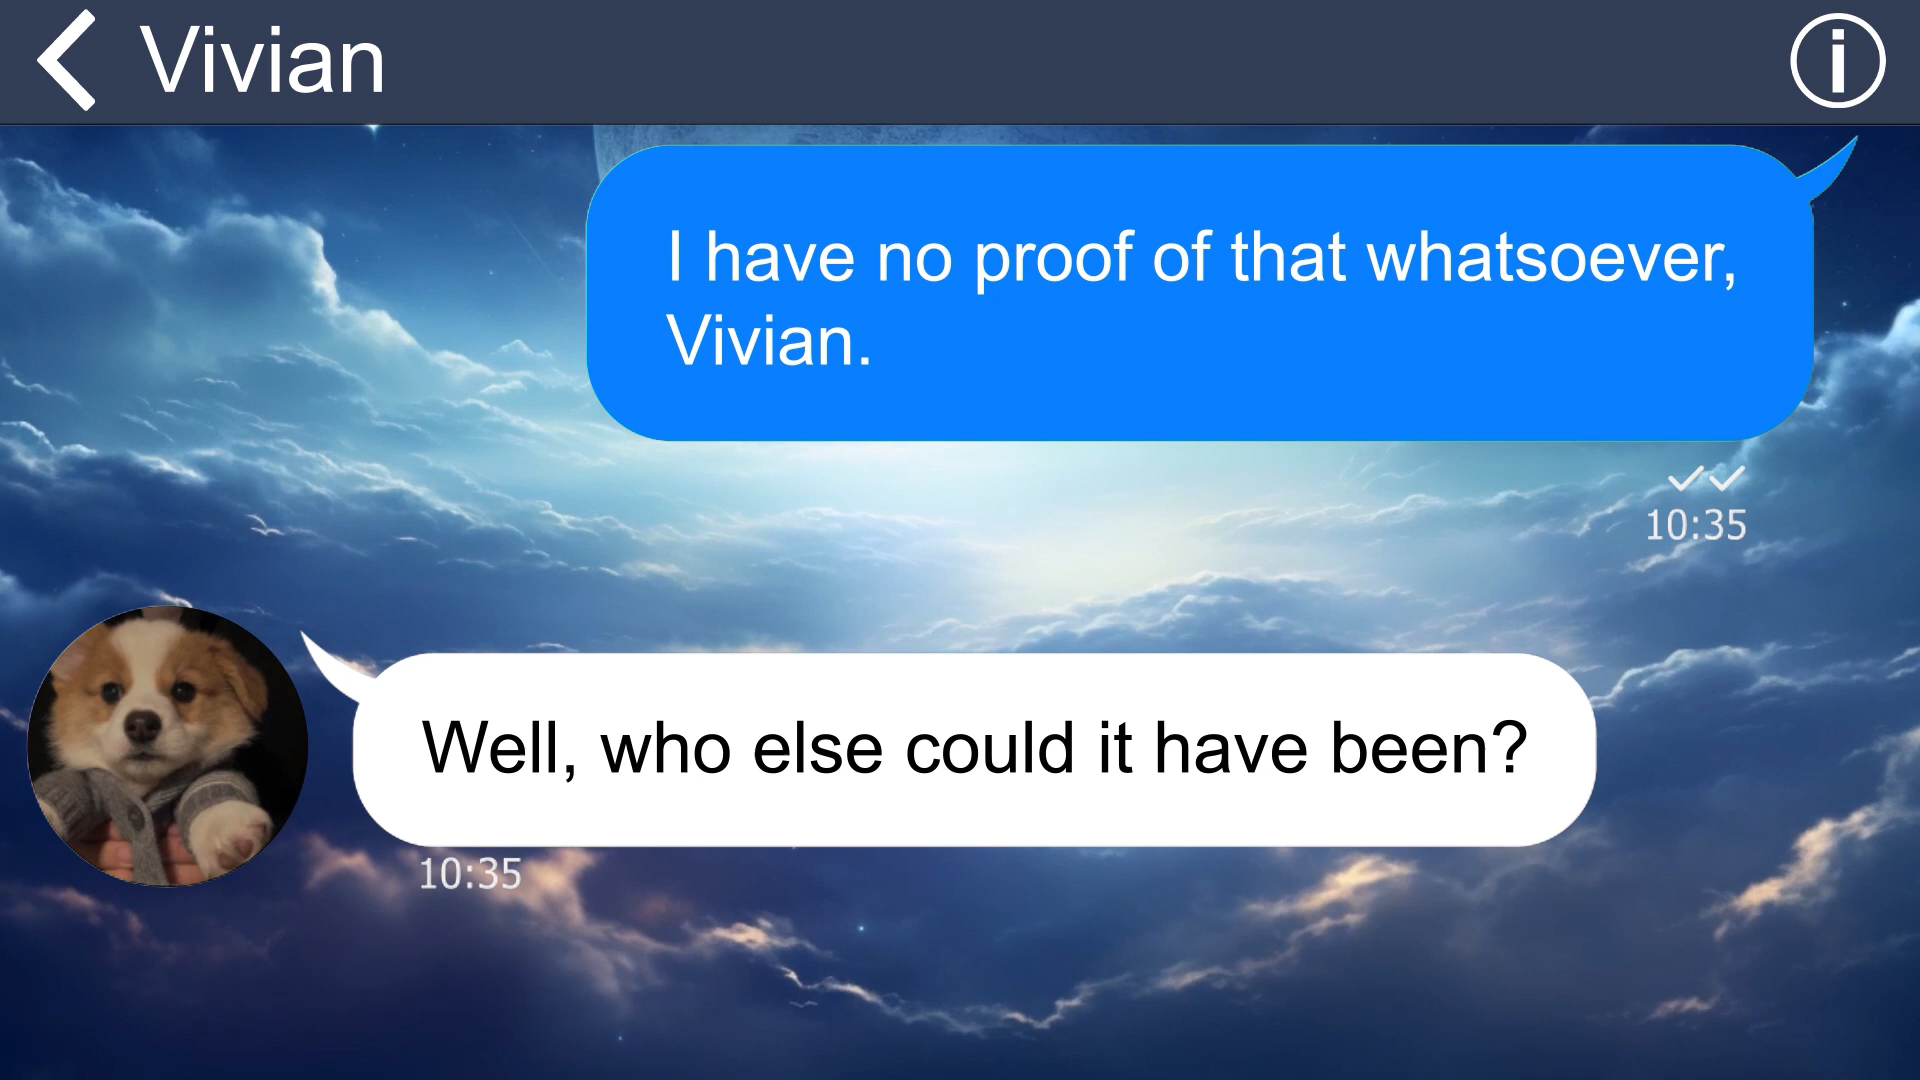 Vivian
I have no proof of that whatsoever,
Vivian.
10:35
Well, who else could it have been?
10:35